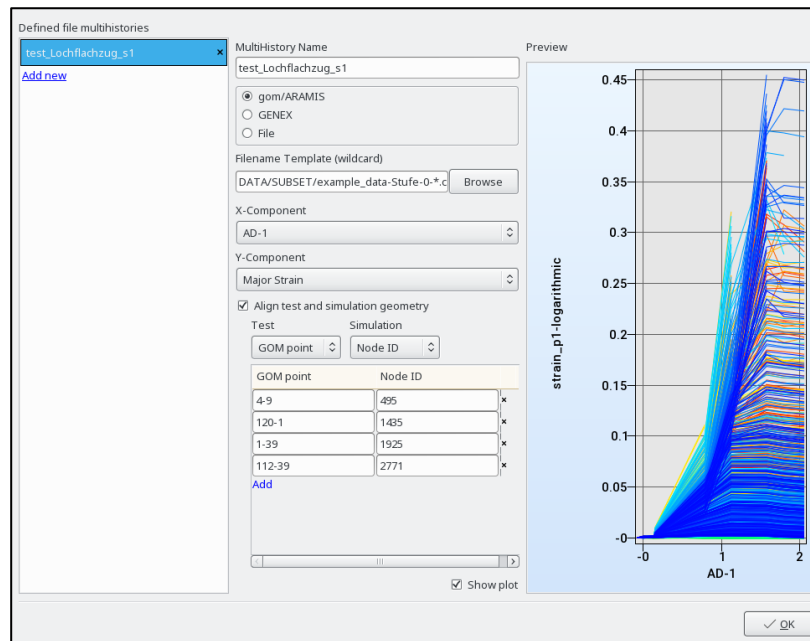 Defined file multihistories
test_Lochflachzug_s1
Add new
MultiHistory Name
test_Lochflachzug_s1
gom/ARAMIS
GENEX
File
Filename Template (wildcard)
DATA/SUBSET/example_data-Stufe-0-*.c
Browse
X-Component
AD-1
Y-Component
Major Strain
Align test and simulation geometry
Test Simulation
GOM point Node ID
GOM point Node ID
4-9 495
120-1 1435
1-39 1925
112-39 2771
Add
Show plot
Preview
0.45
0.4
0.35
0.3
0.25
0.2
0.15
0.1
0.05
-0
strain_p1-logarithmic
-0 1 2
AD-1
OK